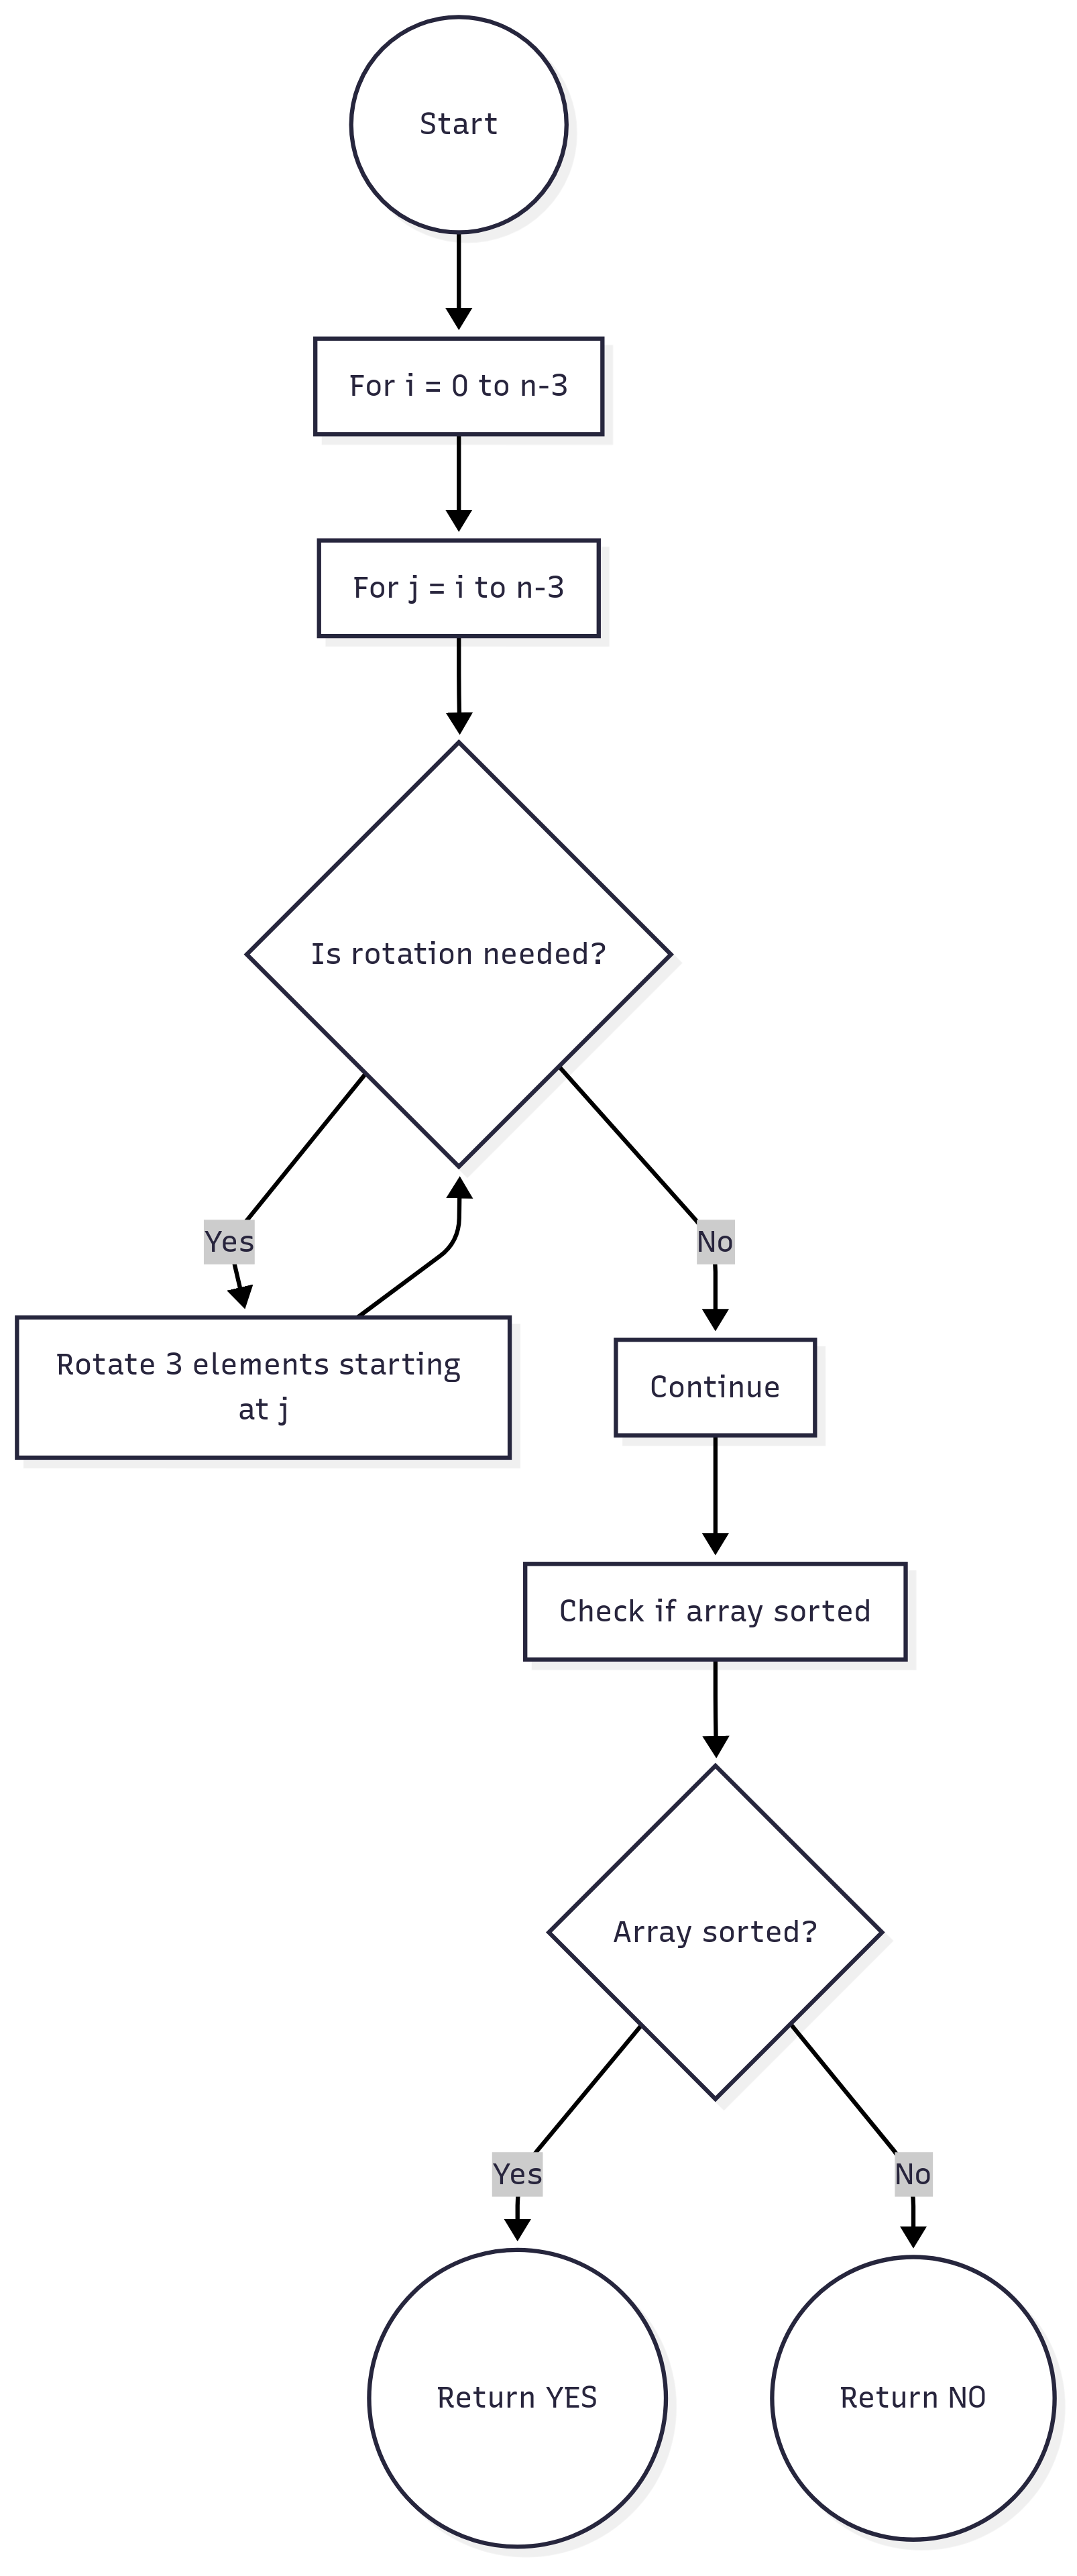 Start
For i = 0 to n-3
For j = i to n-3
Is rotation needed?
Yes
No
Rotate 3 elements starting
at j
Continue
Check if array sorted
Array sorted?
Yes
No
Return YES
Return NO